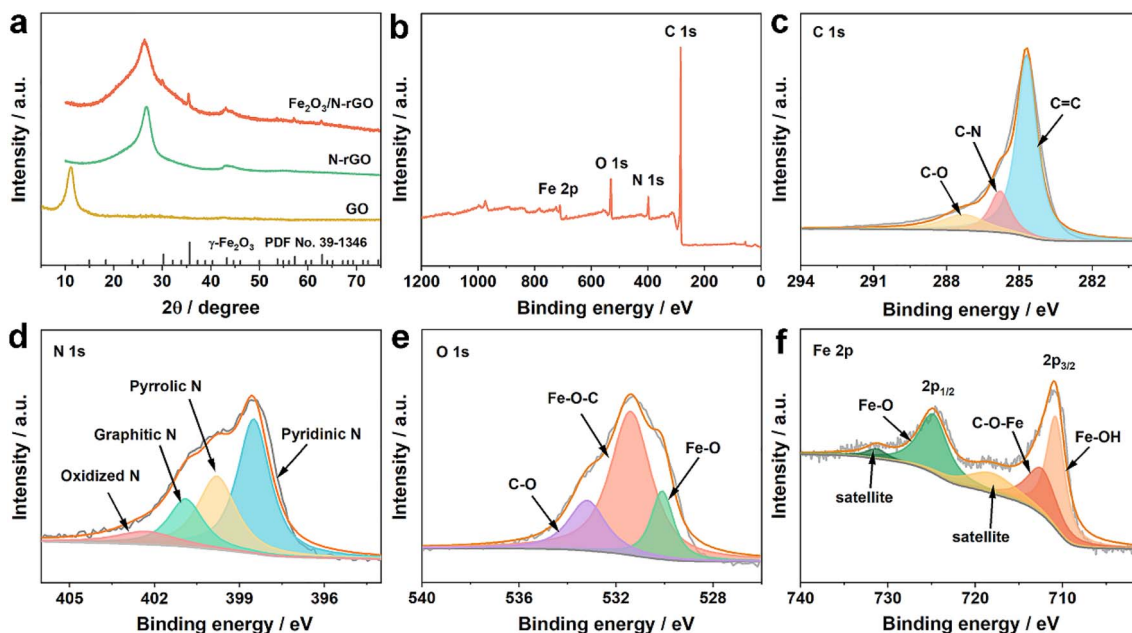 a
Intensity / a.u.
Fe₂O₃/N-rGO
N-rGO
GO
γ-Fe₂O₃ PDF No. 39-1346
10 20 30 40 50 60 70
2θ / degree
b
Intensity / a.u.
C 1s
O 1s
N 1s
Fe 2p
1200 1000 800 600 400 200 0
Binding energy / eV
c
C 1s
Intensity / a.u.
C=C
C-N
C-O
294 291 288 285 282
Binding energy / eV
d
N 1s
Intensity / a.u.
Pyrrolic N
Graphitic N
Pyridinic N
Oxidized N
405 402 399 396
Binding energy / eV
e
O 1s
Intensity / a.u.
Fe-O-C
Fe-O
C-O
540 534 531 528
Binding energy / eV
f
Fe 2p
Intensity / a.u.
2p3/2
2p1/2
Fe-O
C-O-Fe
Fe-OH
satellite
satellite
740 730 720 710
Binding energy / eV